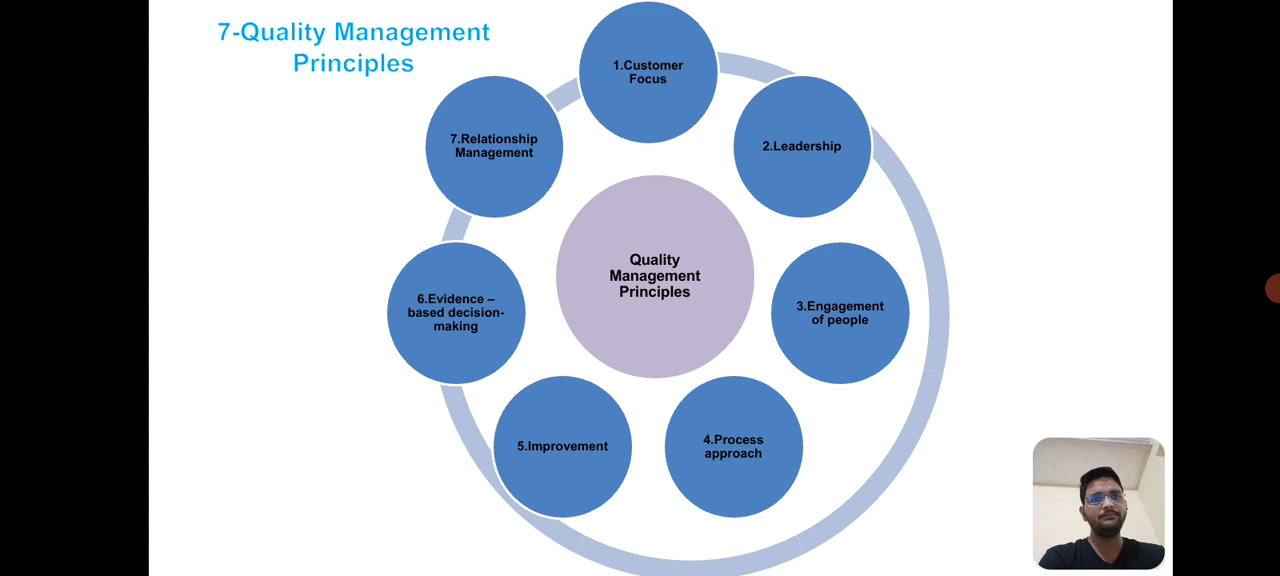 7-Quality Management
Principles
1.Customer
Focus
2.Leadership
3.Engagement
of people
4.Process
approach
5.Improvement
6.Evidence –
based decision-
making
7.Relationship
Management
Quality
Management
Principles